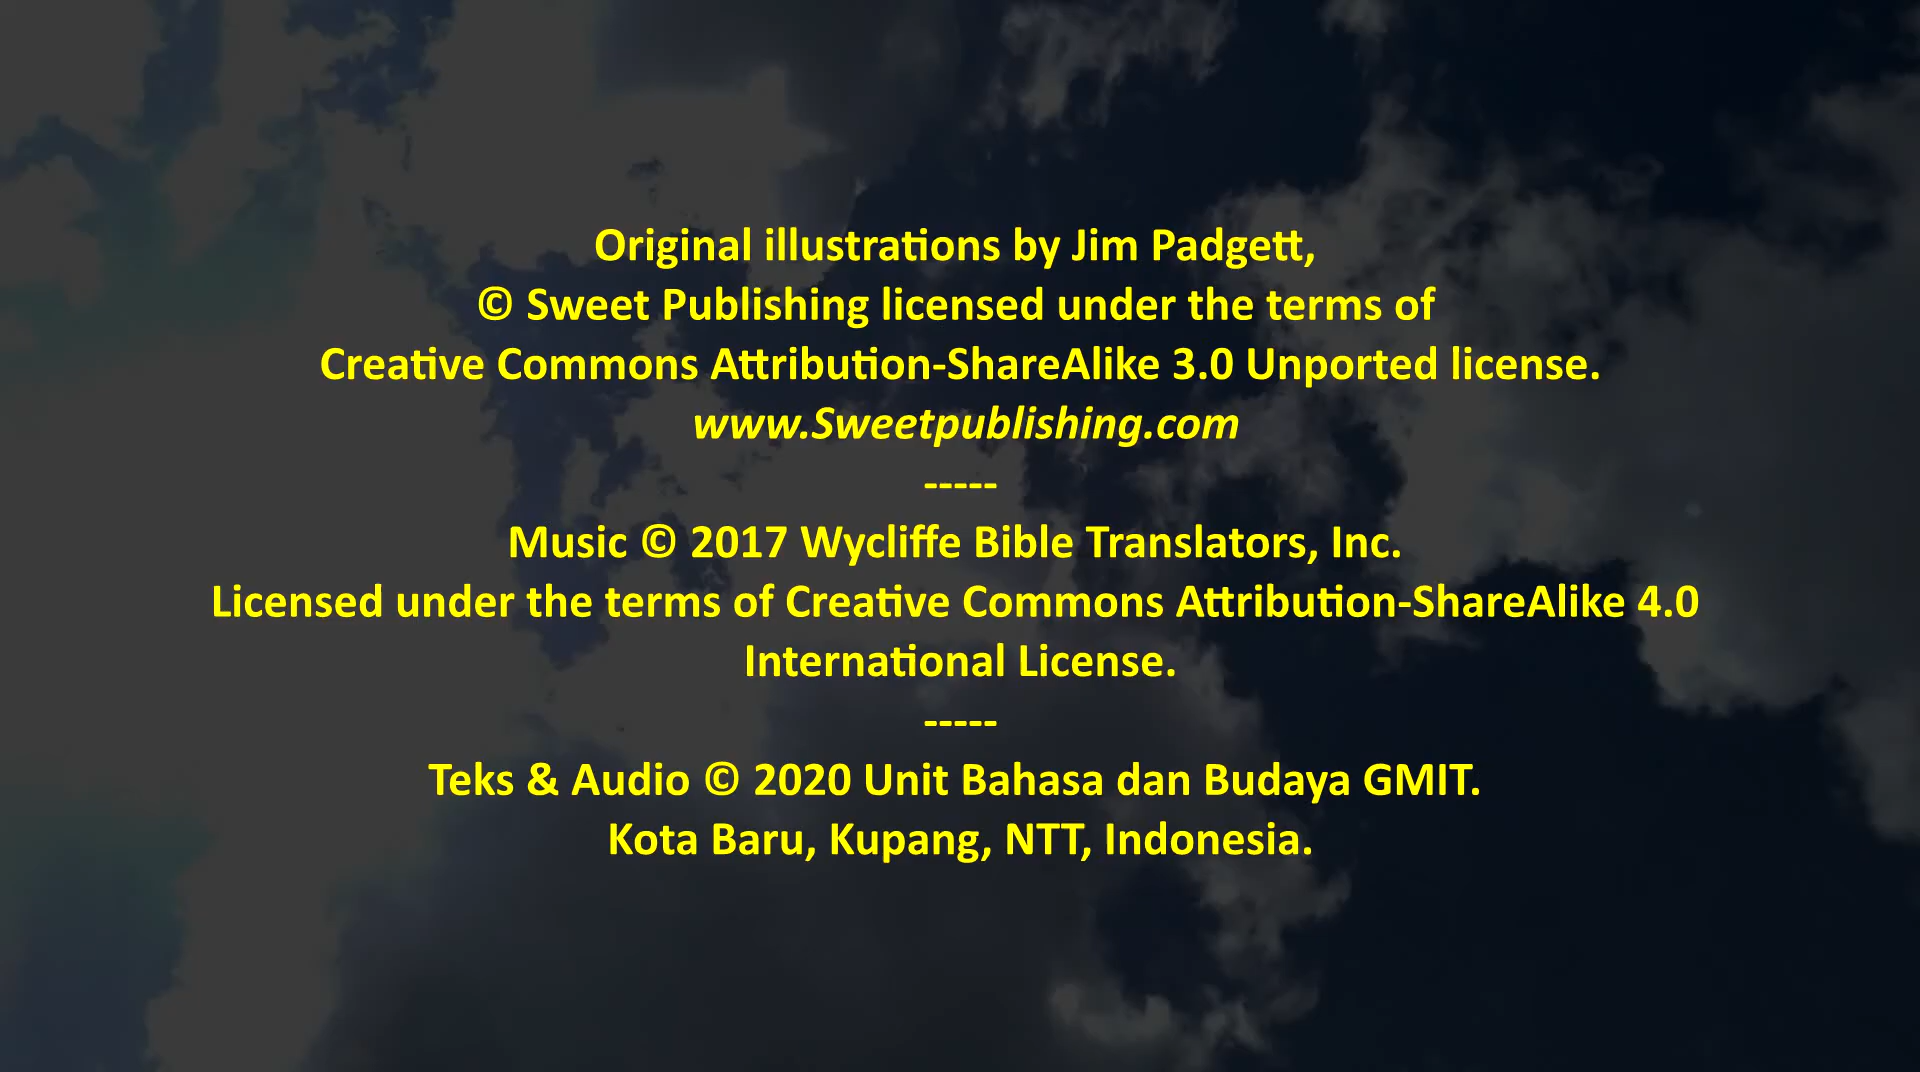 Original illustrations by Jim Padgett,
© Sweet Publishing licensed under the terms of
Creative Commons Attribution-ShareAlike 3.0 Unported license.
www.Sweetpublishing.com
-----
Music © 2017 Wycliffe Bible Translators, Inc.
Licensed under the terms of Creative Commons Attribution-ShareAlike 4.0
International License.
-----
Teks & Audio © 2020 Unit Bahasa dan Budaya GMIT.
Kota Baru, Kupang, NTT, Indonesia.